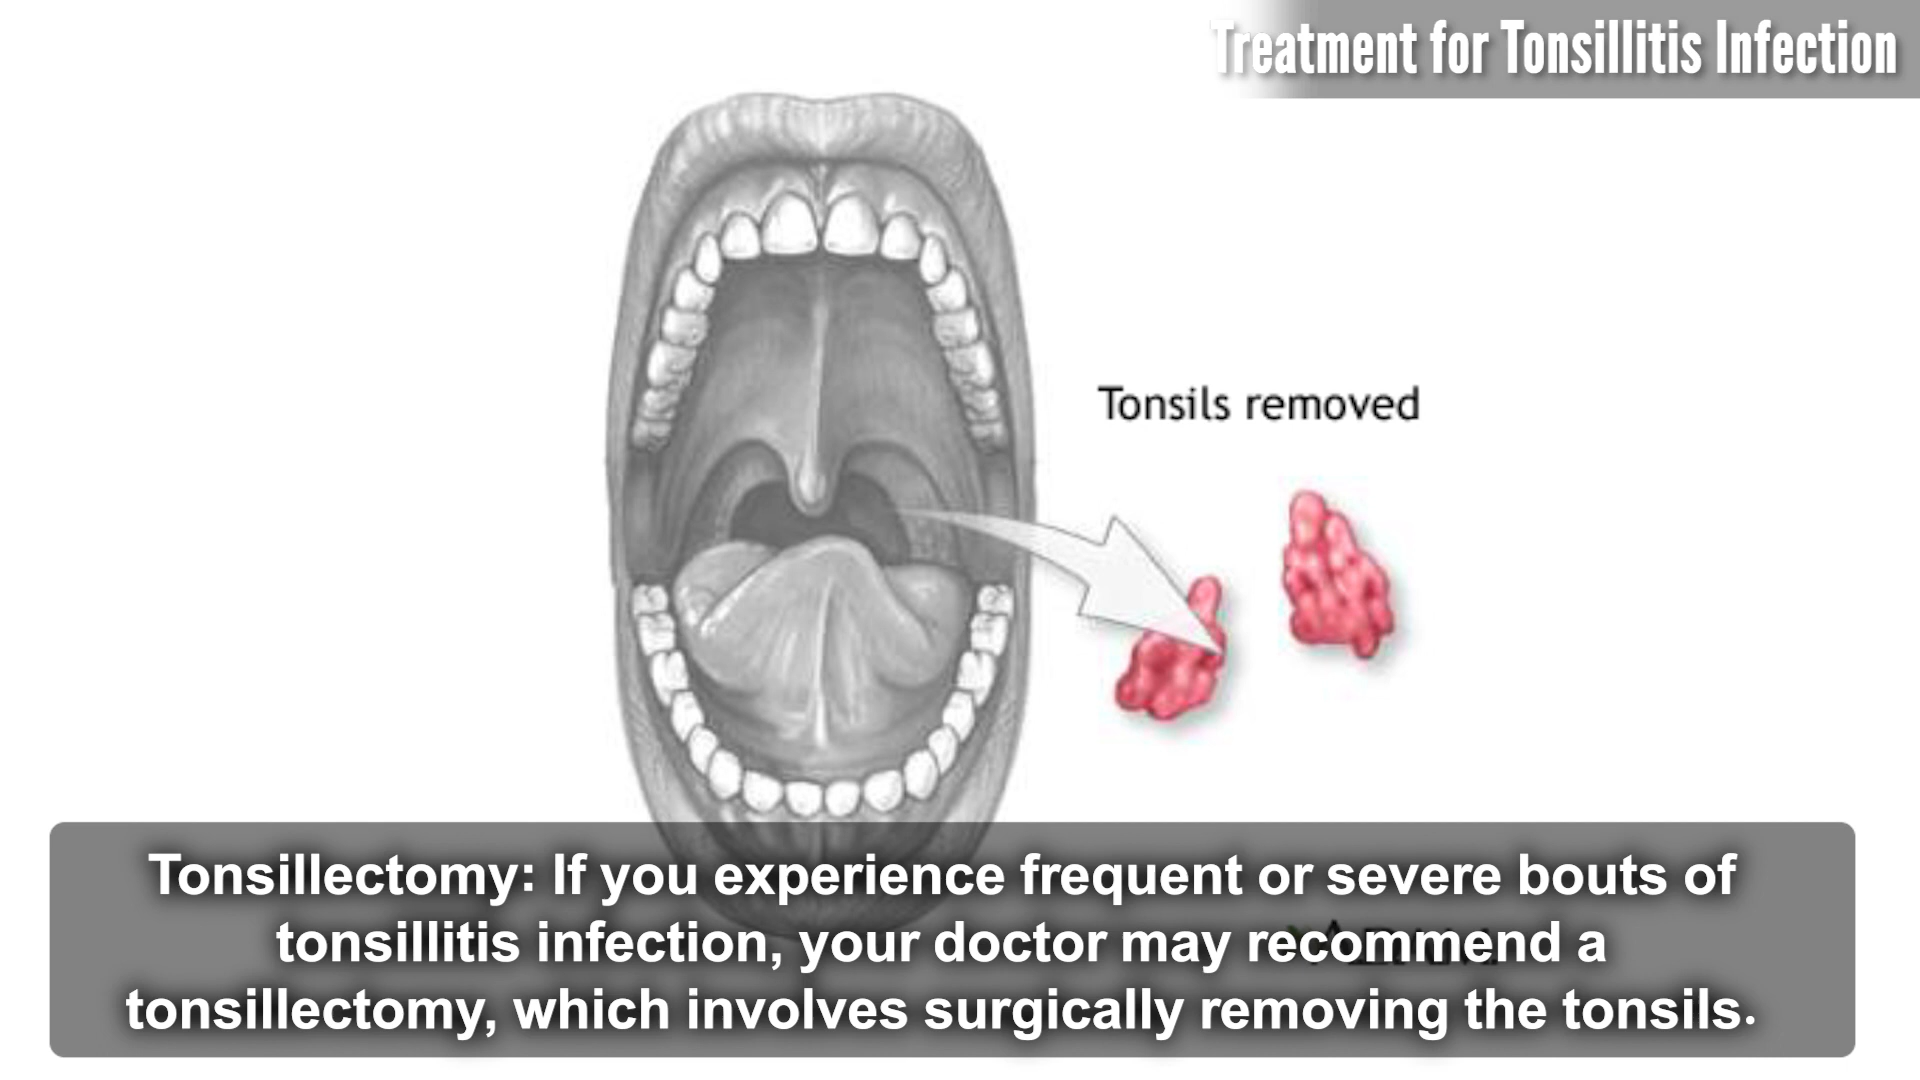 Treatment for Tonsillitis Infection
Tonsils removed
Tonsillectomy: If you experience frequent or severe bouts of
tonsillitis infection, your doctor may recommend a
tonsillectomy, which involves surgically removing the tonsils.